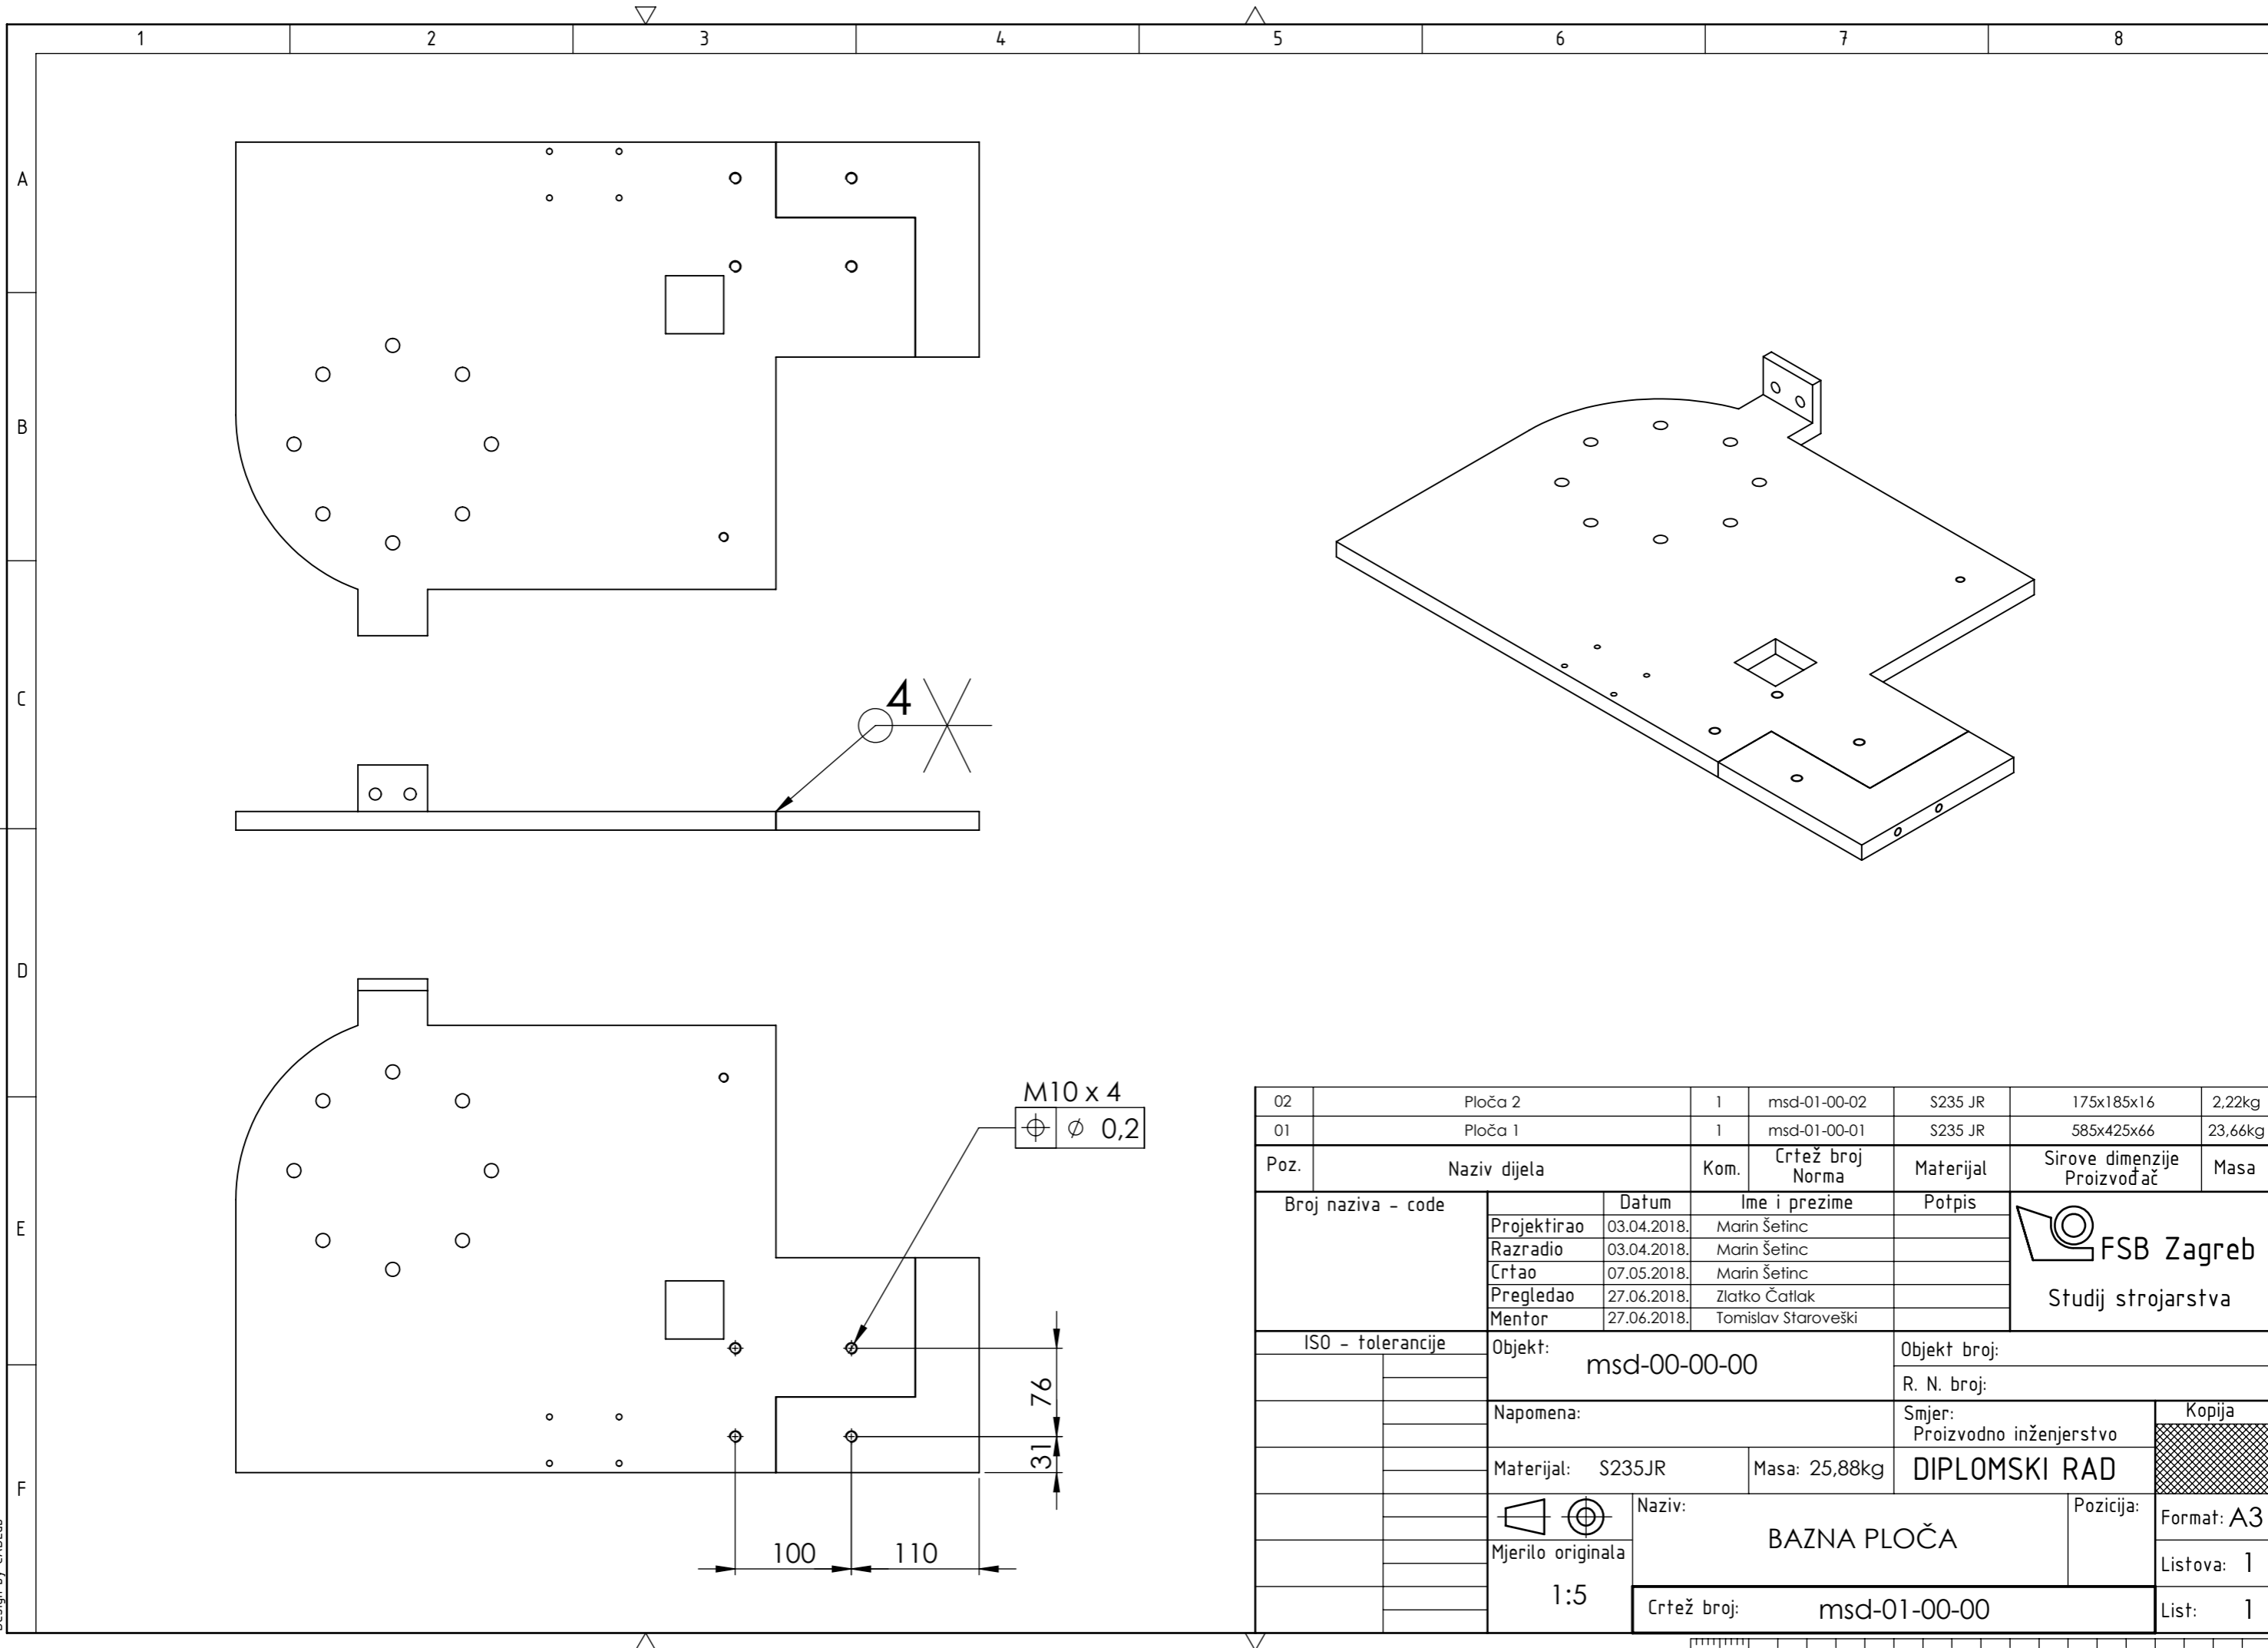 1 2 3 4 5 6 7 8
A
B
C
D
E
F
4
M10 x 4
⌀ 0,2
76
31
100 110
02 Ploča 2 1 msd-01-00-02 S235 JR 175x185x16 2,22kg
01 Ploča 1 1 msd-01-00-01 S235 JR 585x425x66 23,66kg
Poz. Naziv dijela Kom. Crtež broj Norma Materijal Sirove dimenzije Proizvođač Masa
Broj naziva - code Datum Ime i prezime Potpis
Projektirao 03.04.2018. Marin Šetinc
Razradio 03.04.2018. Marin Šetinc
Crtao 07.05.2018. Marin Šetinc
Pregledao 27.06.2018. Zlatko Čatlak
Mentor 27.06.2018. Tomislav Staroveški
FSB Zagreb
Studij strojarstva
ISO - tolerancije
Objekt: msd-00-00-00
Objekt broj:
R. N. broj:
Napomena:
Smjer:
Proizvodno inženjerstvo
Kopija
Materijal: S235JR Masa: 25,88kg DIPLOMSKI RAD
Naziv:
BAZNA PLOČA
Pozicija:
Format: A3
Mjerilo originala
1:5
Listova: 1
Crtež broj: msd-01-00-00
List: 1